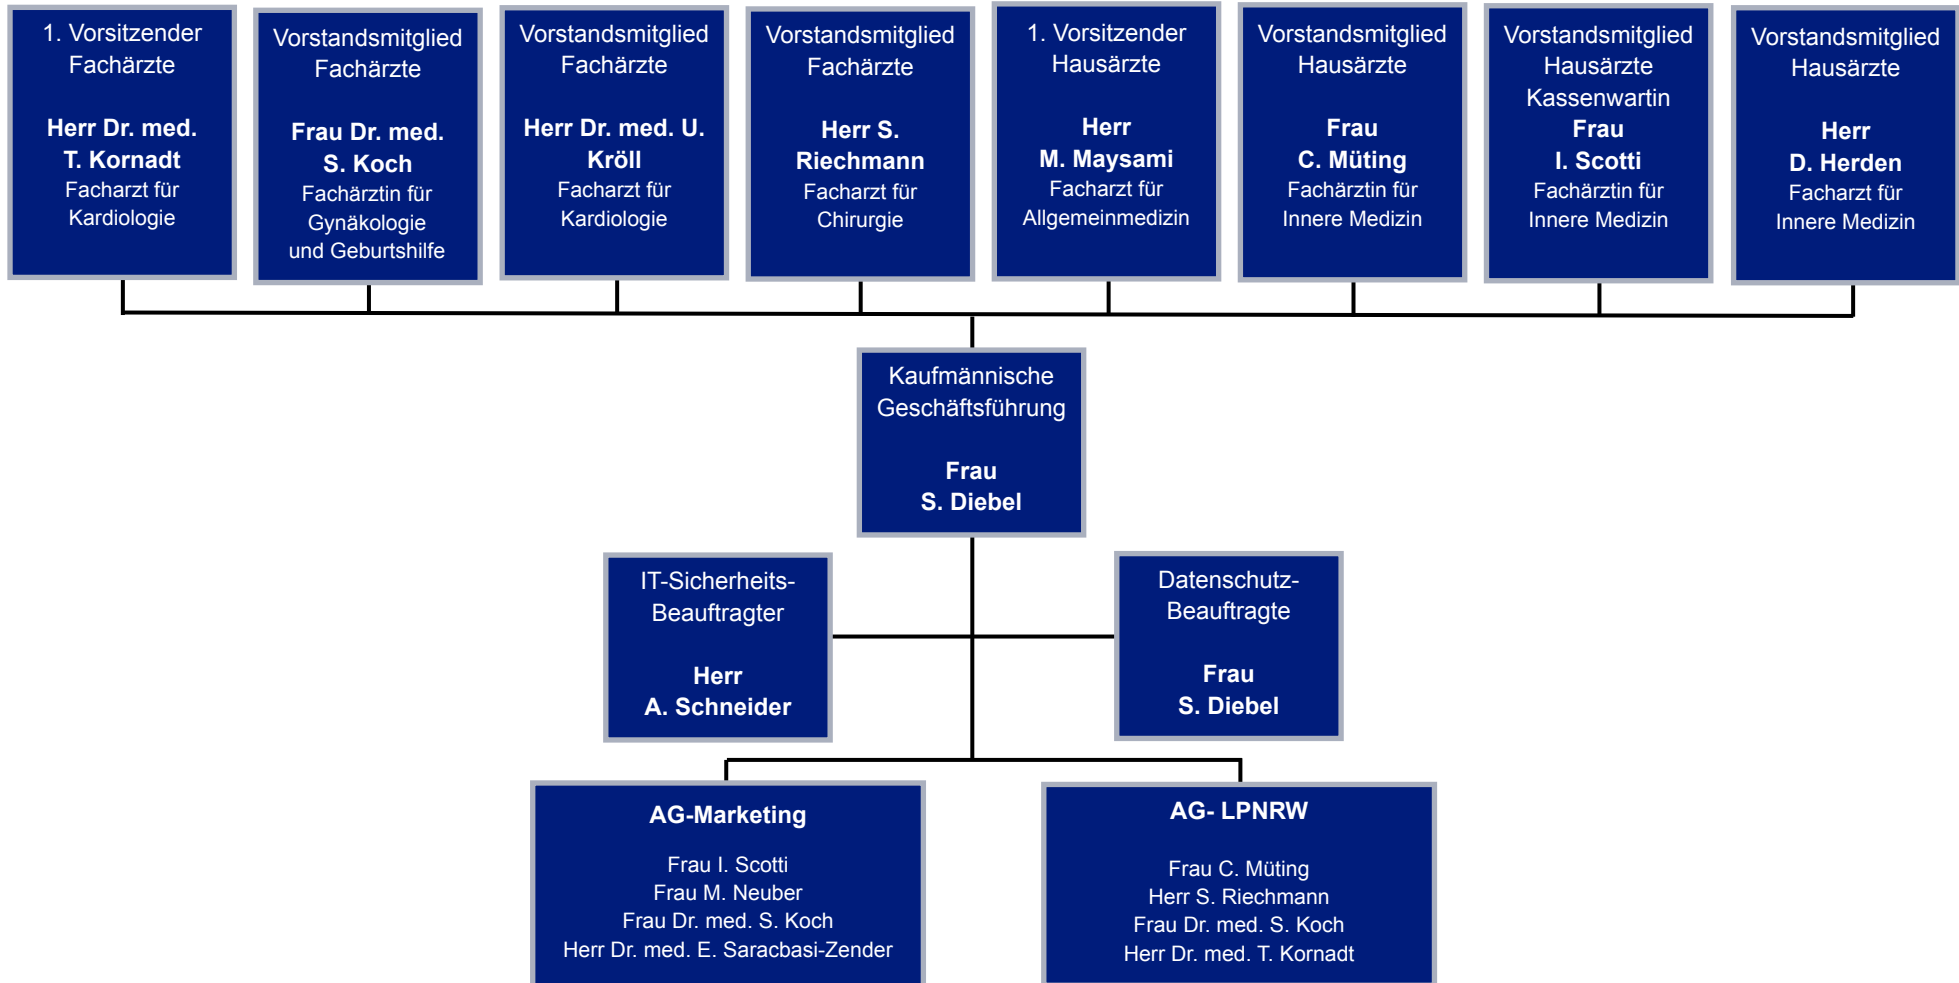 1. Vorsitzender
Fachärzte
Herr Dr. med.
T. Kornadt
Facharzt für
Kardiologie
Vorstandsmitglied
Fachärzte
Frau Dr. med.
S. Koch
Fachärztin für
Gynäkologie
und Geburtshilfe
Vorstandsmitglied
Fachärzte
Herr Dr. med. U.
Kröll
Facharzt für
Kardiologie
Vorstandsmitglied
Fachärzte
Herr S.
Riechmann
Facharzt für
Chirurgie
1. Vorsitzender
Hausärzte
Herr
M. Maysami
Facharzt für
Allgemeinmedizin
Vorstandsmitglied
Hausärzte
Frau
C. Müting
Fachärztin für
Innere Medizin
Vorstandsmitglied
Hausärzte
Kassenwartin
Frau
I. Scotti
Fachärztin für
Innere Medizin
Vorstandsmitglied
Hausärzte
Herr
D. Herden
Facharzt für
Innere Medizin
Kaufmännische
Geschäftsführung
Frau
S. Diebel
IT-Sicherheits-
Beauftragter
Herr
A. Schneider
Datenschutz-
Beauftragte
Frau
S. Diebel
AG-Marketing
Frau I. Scotti
Frau M. Neuber
Frau Dr. med. S. Koch
Herr Dr. med. E. Saracbasi-Zender
AG- LPNRW
Frau C. Müting
Herr S. Riechmann
Frau Dr. med. S. Koch
Herr Dr. med. T. Kornadt